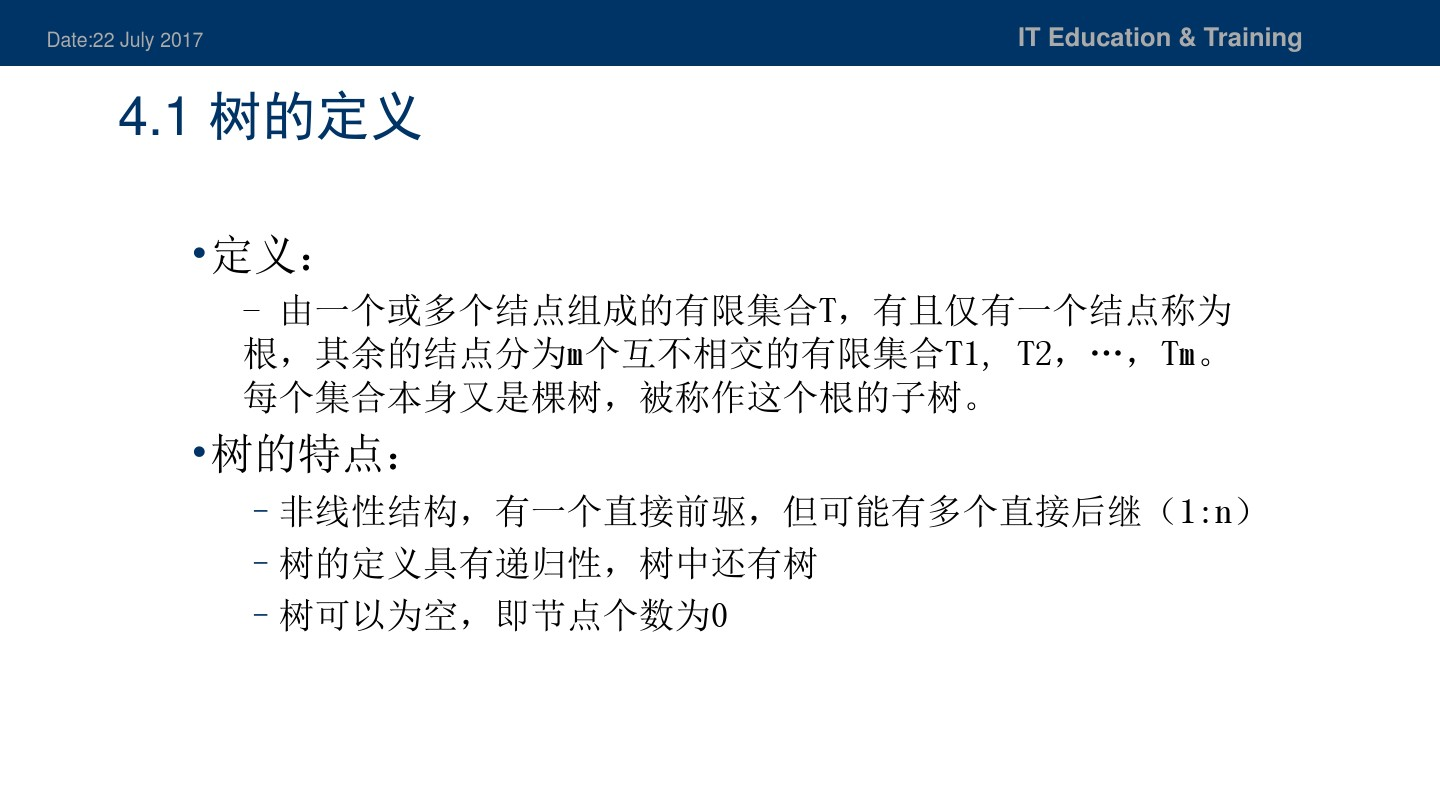 Date:22 July 2017
IT Education & Training
4.1 树的定义
•定义：
– 由一个或多个结点组成的有限集合T，有且仅有一个结点称为
根，其余的结点分为m个互不相交的有限集合T1, T2，…，Tm。
每个集合本身又是棵树，被称作这个根的子树。
•树的特点：
– 非线性结构，有一个直接前驱，但可能有多个直接后继（1:n）
– 树的定义具有递归性，树中还有树
– 树可以为空，即节点个数为0